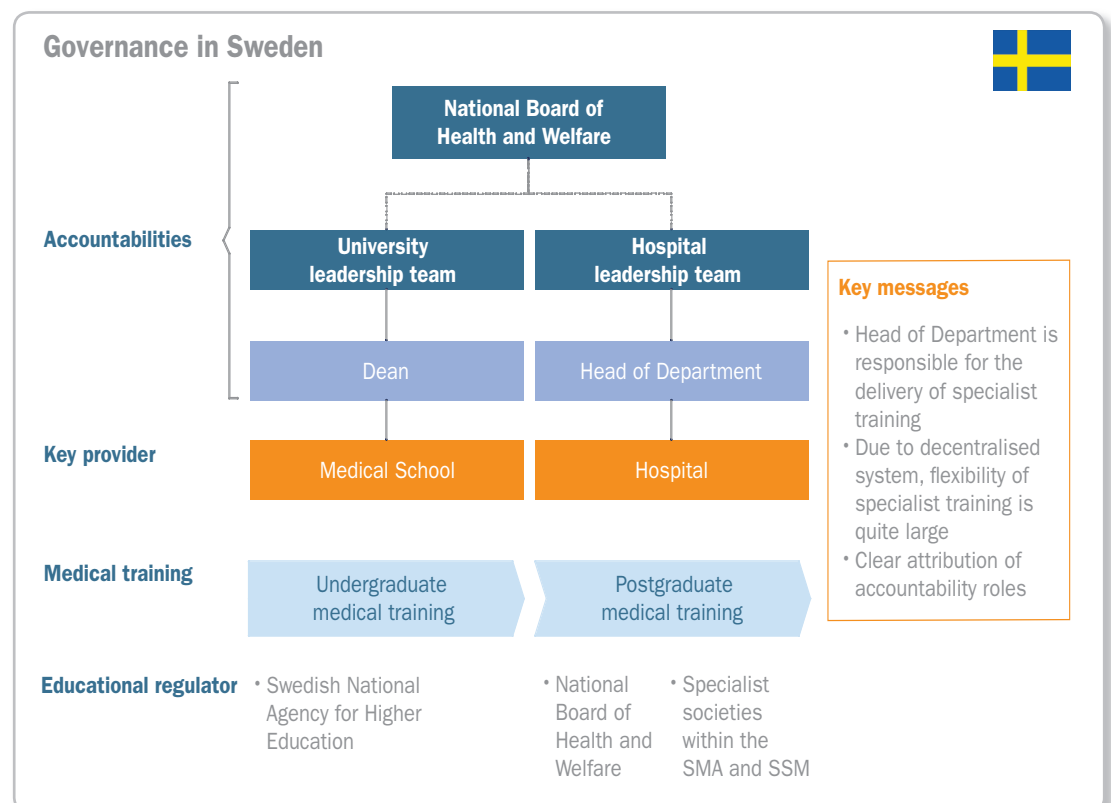 Governance in Sweden
National Board of
Health and Welfare
Accountabilities
University
leadership team
Hospital
leadership team
Dean
Head of Department
Key provider
Medical School
Hospital
Key messages
• Head of Department is
responsible for the
delivery of specialist
training
• Due to decentralised
system, flexibility of
specialist training is
quite large
• Clear attribution of
accountability roles
Medical training
Undergraduate
medical training
Postgraduate
medical training
Educational regulator
• Swedish National
Agency for Higher
Education
• National
Board of
Health and
Welfare
• Specialist
societies
within the
SMA and SSM